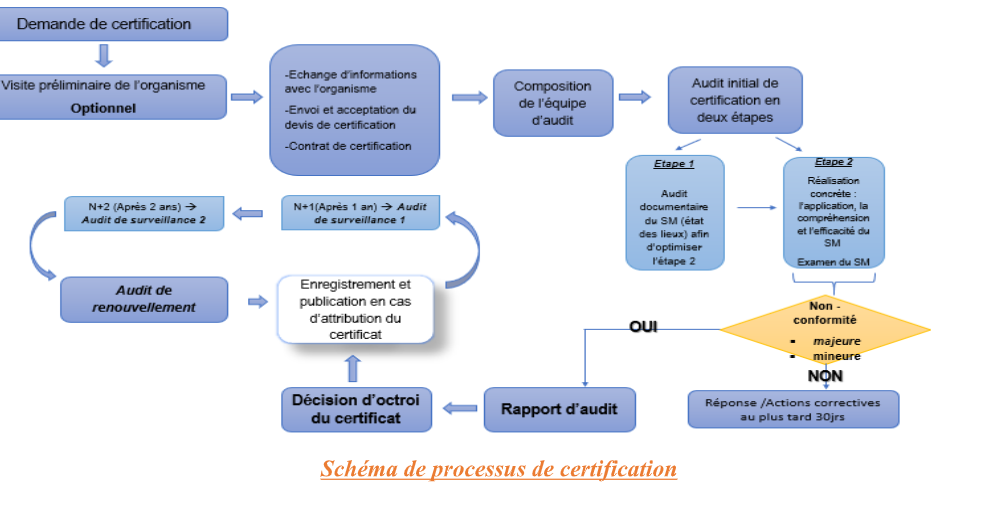 Demande de certification
Visite préliminaire de l'organisme
Optionnel
-Echange d'informations
avec l'organisme
-Envoi et acceptation du
devis de certification
-Contrat de certification
Composition
de l'équipe
d'audit
Audit initial de
certification en
deux étapes
Etape 1
Audit
documentaire
du SM (état
des lieux) afin
d'optimiser
l'étape 2
Etape 2
Réalisation
concrète :
l'application, la
compréhension
et l'efficacité du
SM
Examen du SM
N+2 (Après 2 ans) →
Audit de surveillance 2
N+1(Après 1 an) → Audit
de surveillance 1
Audit de
renouvellement
Enregistrement et
publication en cas
d'attribution du
certificat
Non -
conformité
▪ majeure
▪ mineure
OUI
NON
Décision d'octroi
du certificat
Rapport d'audit
Réponse /Actions correctives
au plus tard 30jrs
Schéma de processus de certification